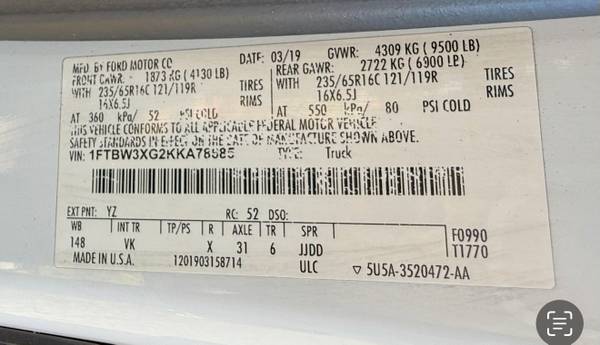 MFD. BY FORD MOTOR CO. DATE: 03/19 GVWR: 4309 KG ( 9500 LB)
FRONT GAWR: 1873 KG ( 4130 LB) REAR GAWR: 2722 KG ( 6000 LB)
WITH 235/65R16C 121/119R TIRES WITH 235/65R16C 121/119R TIRES
16X6.5J RIMS 16X6.5J RIMS
AT 360 kPa/ 52 PSI COLD AT 550 kPa/ 80 PSI COLD
THIS VEHICLE CONFORMS TO ALL APPLICABLE FEDERAL MOTOR VEHICLE
SAFETY STANDARDS IN EFFECT ON THE DATE OF MANUFACTURE SHOWN ABOVE.
VIN: 1FTBW3XG2KKA78585 TYPE: Truck
EXT PNT: YZ RC: 52 DSO:
WB INT TR TP/PS R AXLE TR SPR F0990
148 VK X 31 6 JJDD T1770
MADE IN U.S.A. 1201903158714 ULC ▽ 5U5A-3520472-AA